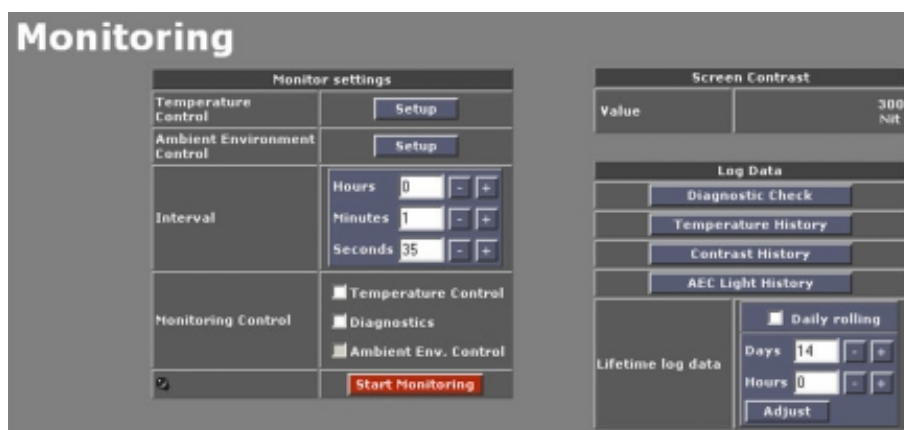 Monitoring
Monitor settings
Temperature
Control
Setup
Ambient Environment
Control
Setup
Interval
Hours 0 - +
Minutes 1 - +
Seconds 35 - +
Monitoring Control
Temperature Control
Diagnostics
Ambient Env. Control
Start Monitoring
Screen Contrast
Value
300
Nit
Log Data
Diagnostic Check
Temperature History
Contrast History
AEC Light History
Lifetime log data
Daily rolling
Days 14 - +
Hours 0 - +
Adjust